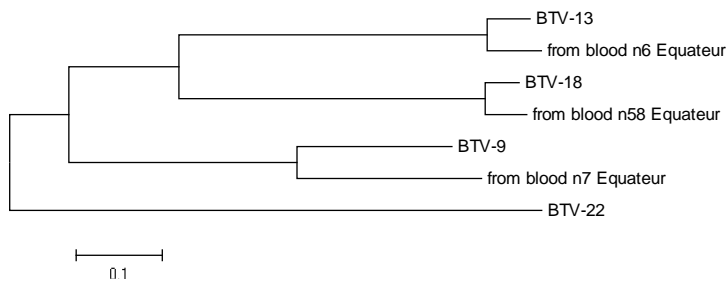 BTV-13
from blood n6 Equateur
BTV-18
from blood n58 Equateur
BTV-9
from blood n7 Equateur
BTV-22
0.1